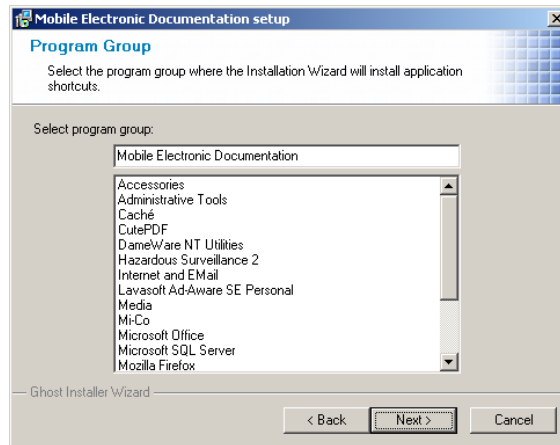 Mobile Electronic Documentation setup
Program Group
Select the program group where the Installation Wizard will install application
shortcuts.
Select program group:
Mobile Electronic Documentation
Accessories
Administrative Tools
Caché
CutePDF
DameWare NT Utilities
Hazardous Surveillance 2
Internet and EMail
Lavasoft Ad-Aware SE Personal
Media
Mi-Co
Microsoft Office
Microsoft SQL Server
Mozilla Firefox
Ghost Installer Wizard
< Back
Next >
Cancel